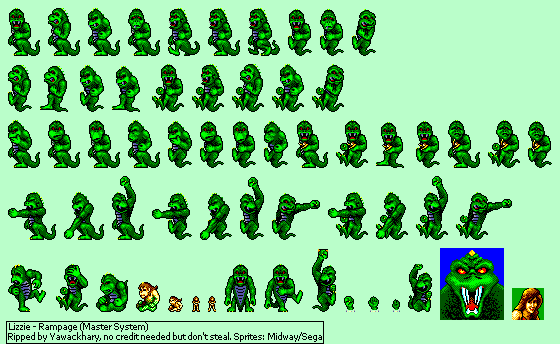 Lizzie - Rampage (Master System)
Ripped by Yawackhary, no credit needed but don't steal. Sprites: Midway/Sega